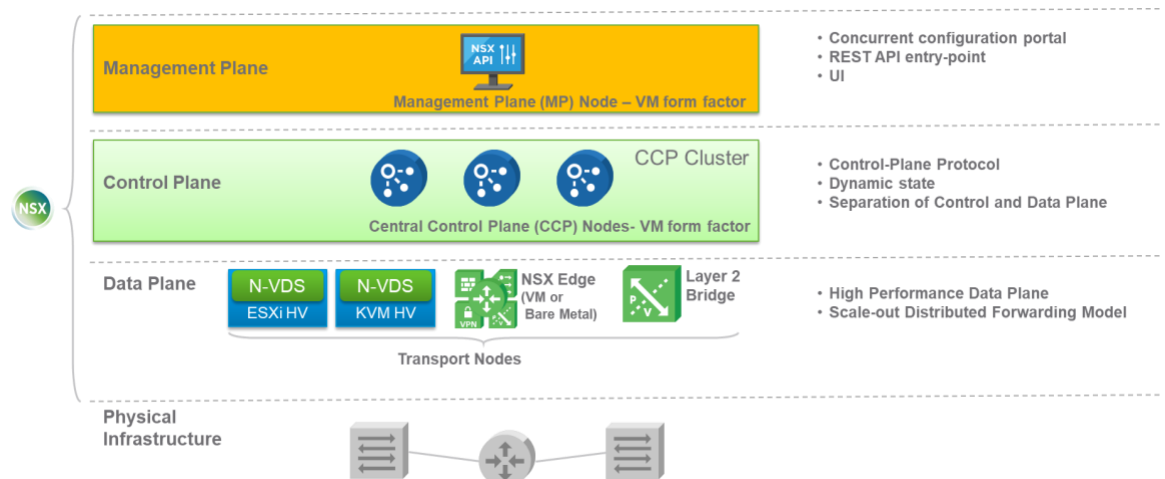 NSX
Management Plane
NSX
API
Management Plane (MP) Node – VM form factor
• Concurrent configuration portal
• REST API entry-point
• UI
Control Plane
CCP Cluster
Central Control Plane (CCP) Nodes- VM form factor
• Control-Plane Protocol
• Dynamic state
• Separation of Control and Data Plane
Data Plane
N-VDS
ESXi HV
N-VDS
KVM HV
VPN
NSX Edge
(VM or
Bare Metal)
P
V
Layer 2
Bridge
Transport Nodes
• High Performance Data Plane
• Scale-out Distributed Forwarding Model
Physical
Infrastructure